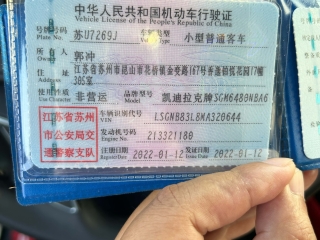 中华人民共和国机动车行驶证
Vehicle License of the People's Republic of China
号牌号码 苏U7269J 车辆类型 小型普通客车
Plate No.
所有人 郭冲
Owner
住址 江苏省苏州市昆山市花桥镇金变路167号香逸铂悦花园17幢
Address 305室
使用性质 非营运 品牌型号 凯迪拉克牌SGM6480NBA6
Use Character Model
江苏省苏州 车辆识别代号 LSGNB83L8MA320644
市公安局交 VIN
通警察支队 发动机号码 213321180
Engine No.
注册日期 2022-01-12 发证日期 2022-01-12
Register Date Issue Date